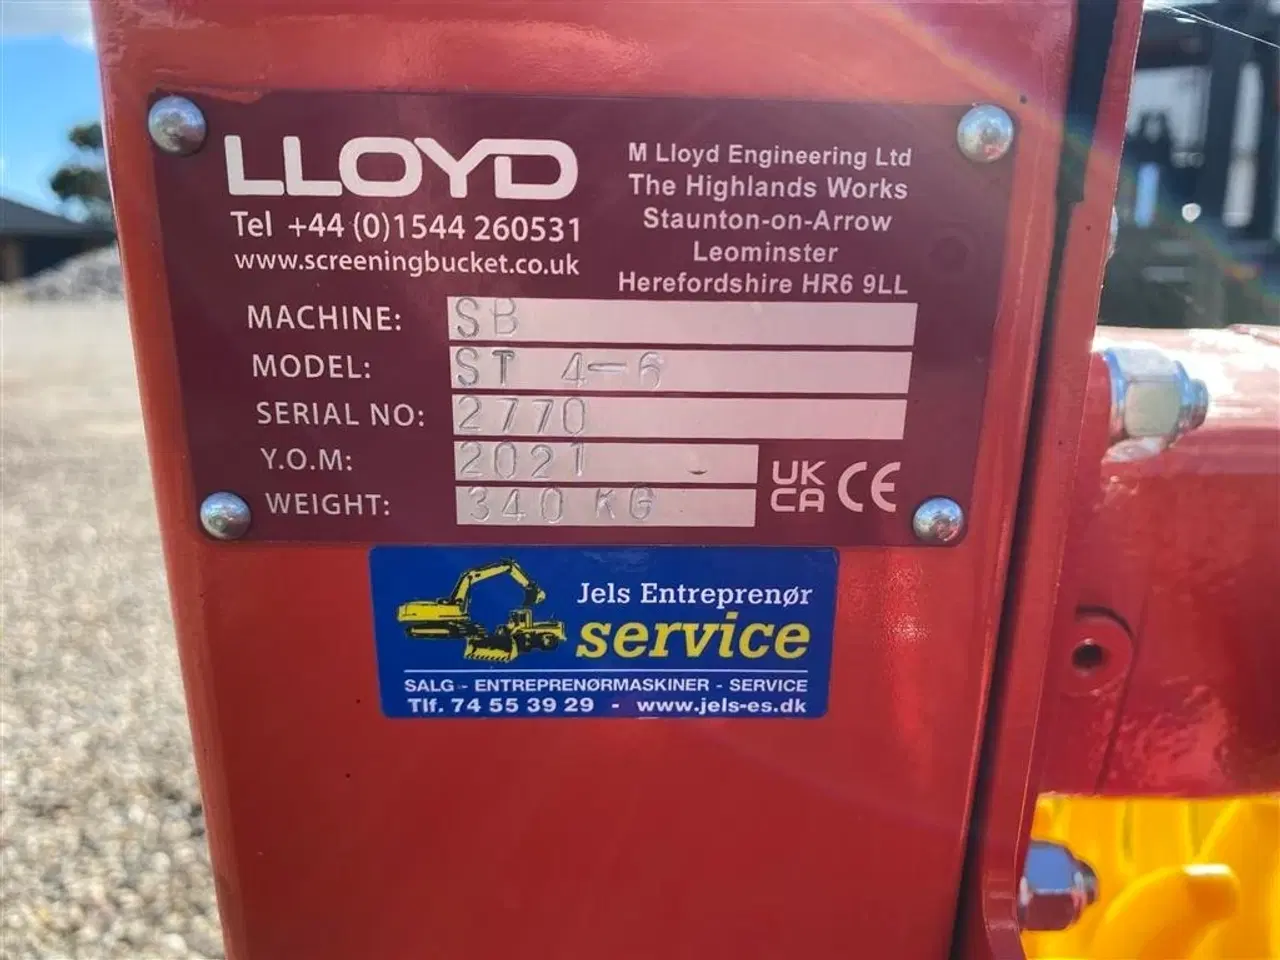 LLOYD
Tel +44 (0)1544 260531
www.screeningbucket.co.uk
M Lloyd Engineering Ltd
The Highlands Works
Staunton-on-Arrow
Leominster
Herefordshire HR6 9LL
MACHINE: SB
MODEL: ST 4-6
SERIAL NO: 2770
Y.O.M: 2021
WEIGHT: 340 KG
UK
CA
CE
Jels Entreprenør
service
SALG - ENTREPRENØRMASKINER - SERVICE
Tlf. 74 55 39 29 - www.jels-es.dk